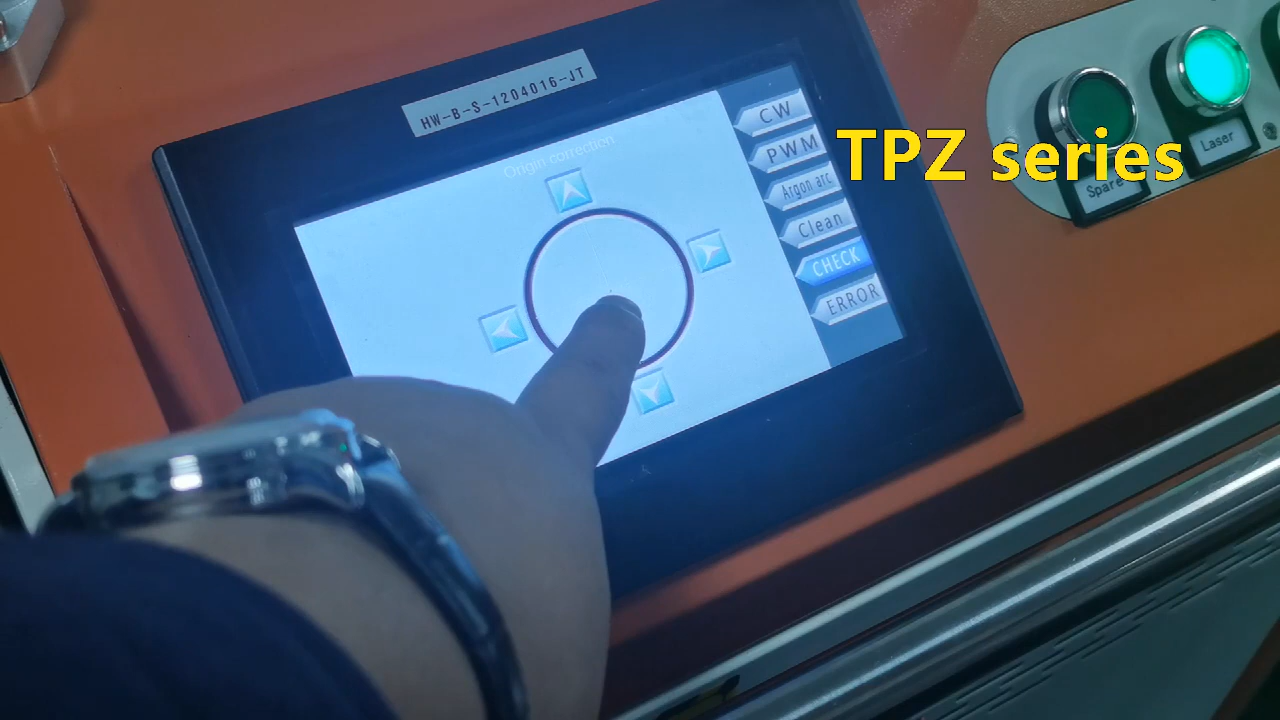 HW-B-S-1204016-JT
Origin correction
CW
PWM
Argon arc
Clean
CHECK
ERROR
TPZ series
Spare
Laser